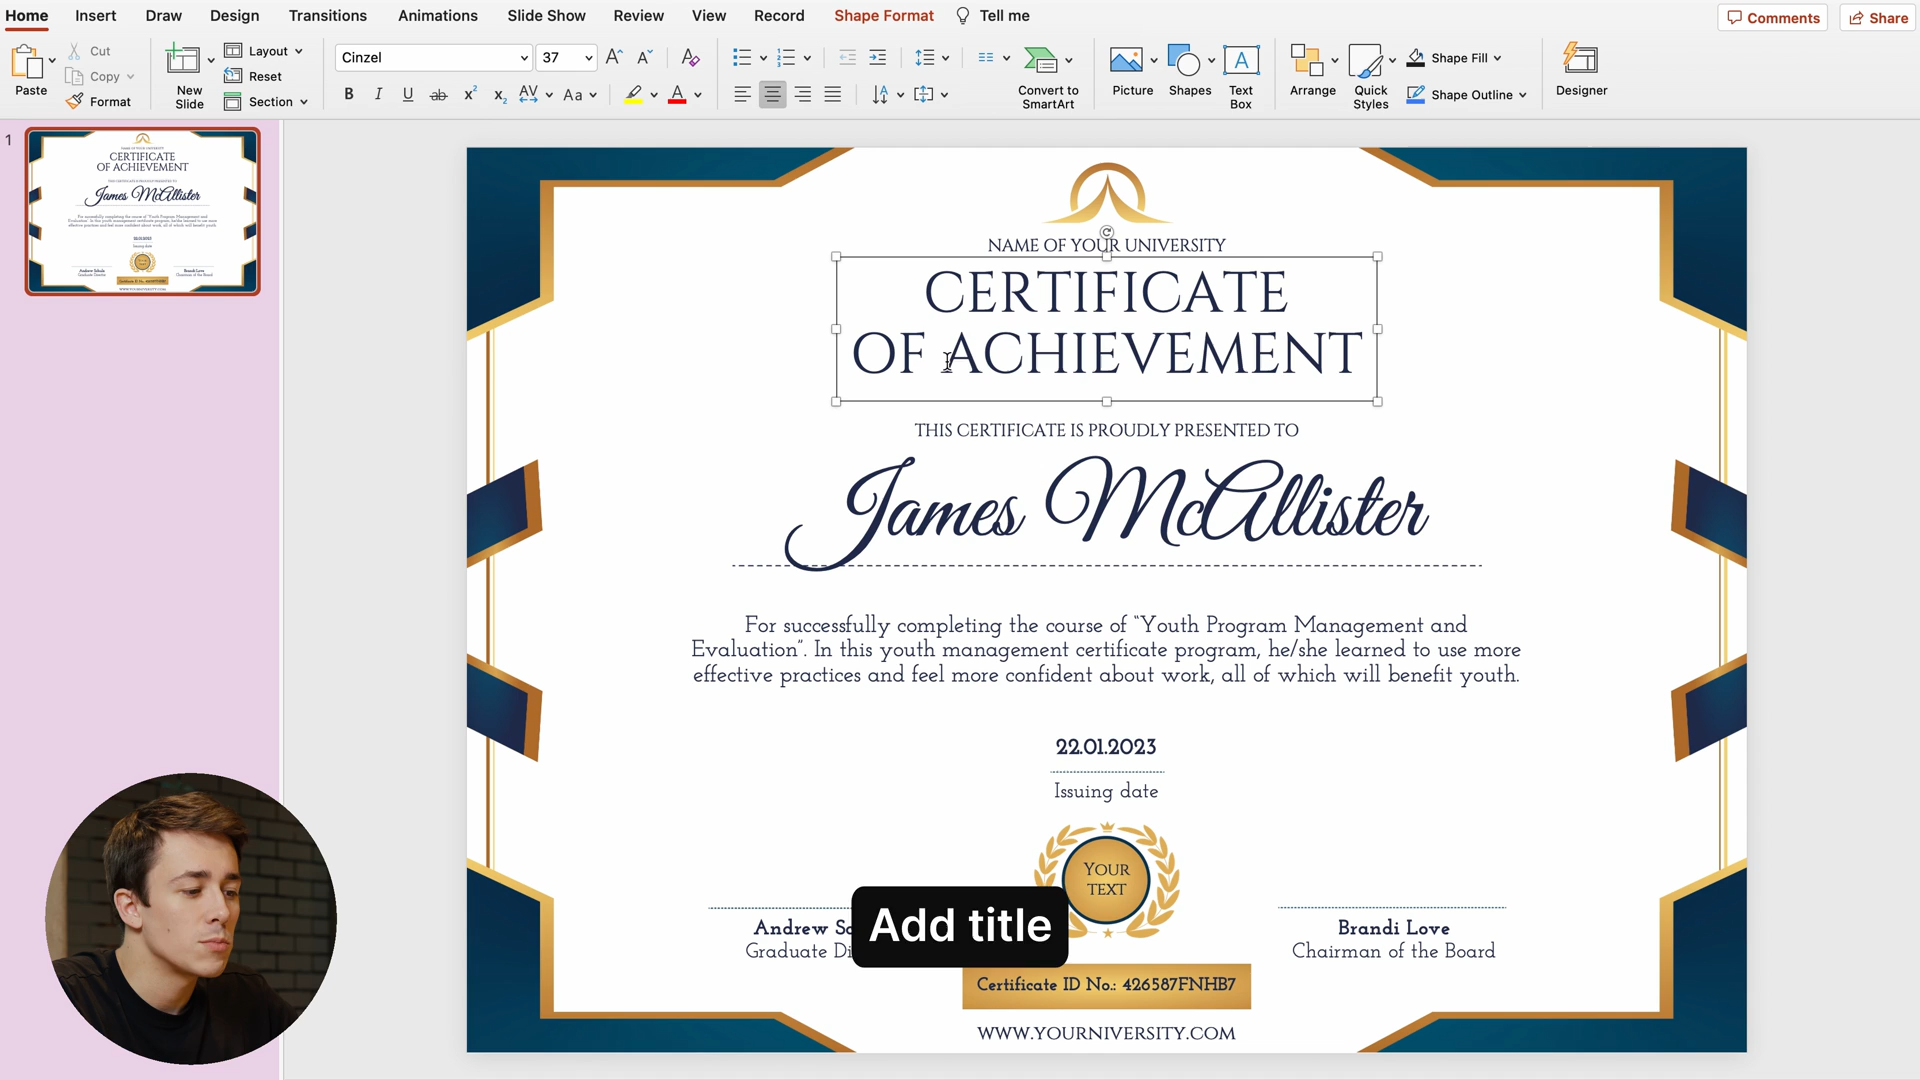 Home Insert Draw Design Transitions Animations Slide Show Review View Record Shape Format Tell me Comments Share
Paste
Cut
Copy
Format
New
Slide
Layout
Reset
Section
Cinzel 37
B I U ab x² x₂ AV Aa A
Convert to
SmartArt
Picture
Shapes
Text
Box
Arrange
Quick
Styles
Shape Fill
Shape Outline
Designer
1
NAME OF YOUR UNIVERSITY
CERTIFICATE
OF ACHIEVEMENT
THIS CERTIFICATE IS PROUDLY PRESENTED TO
James McAllister
For successfully completing the course of “Youth Program Management and
Evaluation”. In this youth management certificate program, he/she learned to use more
effective practices and feel more confident about work, all of which will benefit youth.
22.01.2023
Issuing date
YOUR
TEXT
Andrew
Graduate
Add title
Brandi Love
Chairman of the Board
Certificate ID No.: 426587FNHB7
WWW.YOURNIVERSITY.COM